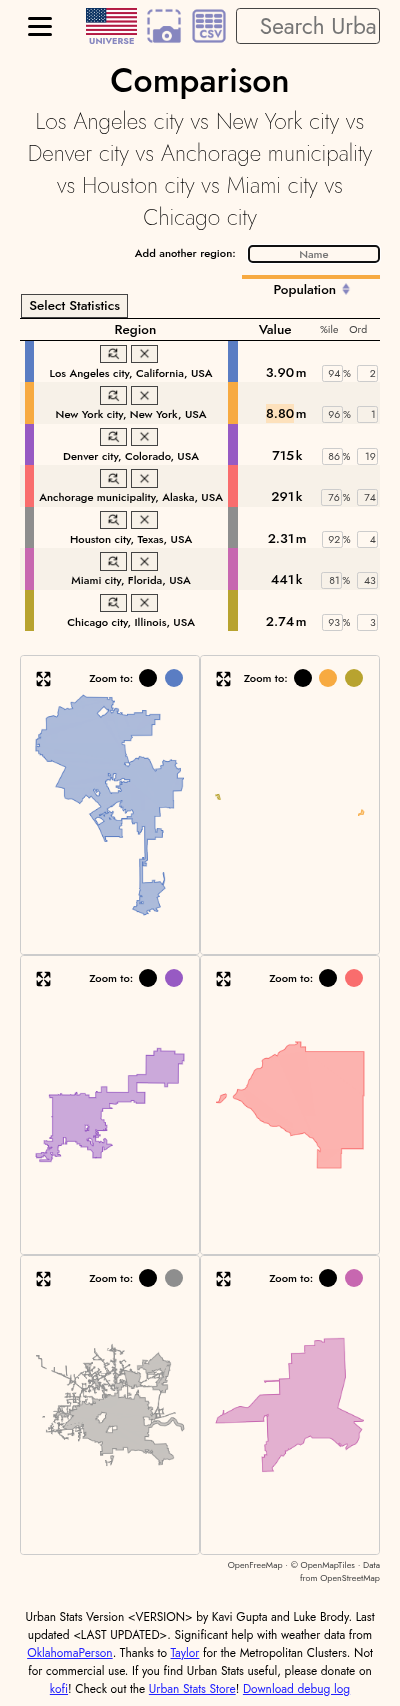 UNIVERSE
CSV
Search Urba
Comparison
Los Angeles city vs New York city vs
Denver city vs Anchorage municipality
vs Houston city vs Miami city vs
Chicago city
Add another region: Name
Population
Select Statistics
Region Value %ile Ord
Los Angeles city, California, USA 3.90 m 94 % 2
New York city, New York, USA 8.80 m 96 % 1
Denver city, Colorado, USA 715 k 86 % 19
Anchorage municipality, Alaska, USA 291 k 76 % 74
Houston city, Texas, USA 2.31 m 92 % 4
Miami city, Florida, USA 441 k 81 % 43
Chicago city, Illinois, USA 2.74 m 93 % 3
Zoom to:
Zoom to:
Zoom to:
Zoom to:
Zoom to:
Zoom to:
OpenFreeMap · © OpenMapTiles · Data
from OpenStreetMap
Urban Stats Version <VERSION> by Kavi Gupta and Luke Brody. Last
updated <LAST UPDATED>. Significant help with weather data from
OklahomaPerson. Thanks to Taylor for the Metropolitan Clusters. Not
for commercial use. If you find Urban Stats useful, please donate on
kofi! Check out the Urban Stats Store! Download debug log